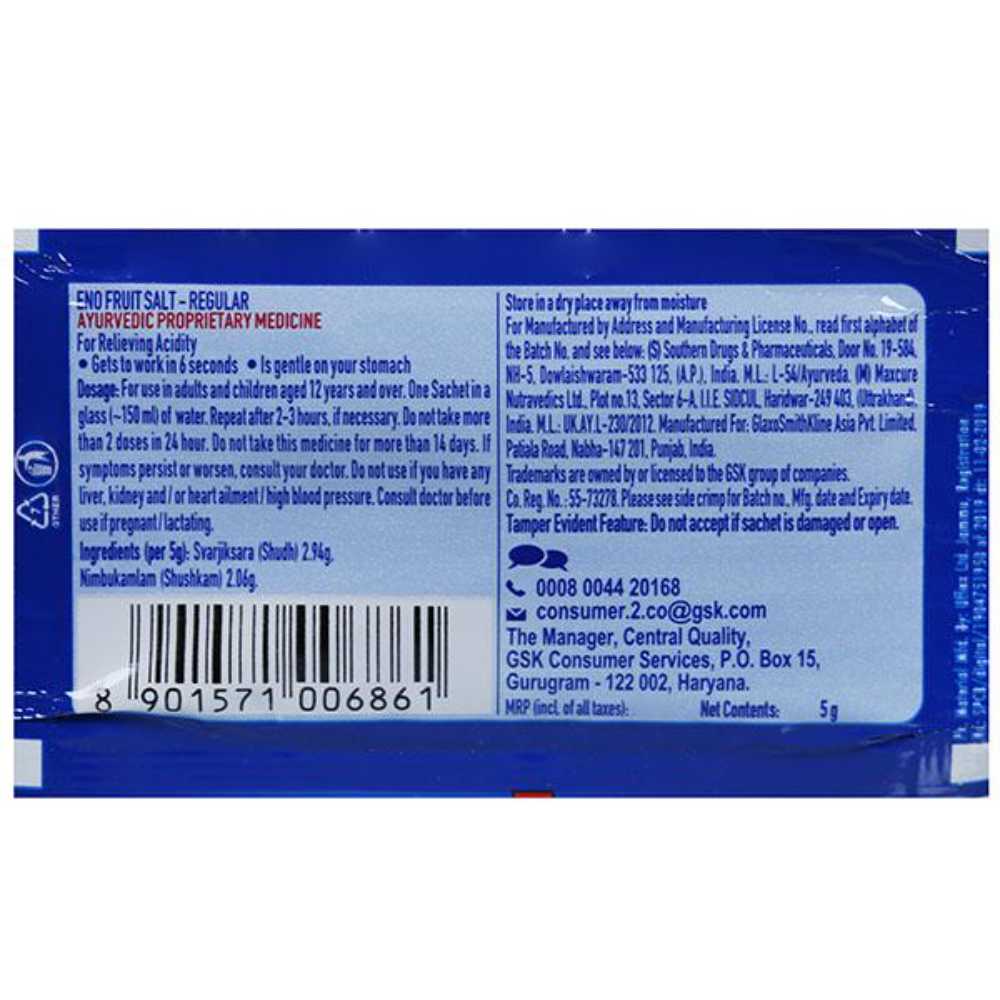 ENO FRUIT SALT - REGULAR
AYURVEDIC PROPRIETARY MEDICINE
For Relieving Acidity
• Gets to work in 6 seconds • Is gentle on your stomach
Dosage: For use in adults and children aged 12 years and over. One Sachet in a
glass (~150 ml) of water. Repeat after 2-3 hours, if necessary. Do not take more
than 2 doses in 24 hour. Do not take this medicine for more than 14 days. If
symptoms persist or worsen, consult your doctor. Do not use if you have any
liver, kidney and / or heart ailment / high blood pressure. Consult doctor before
use if pregnant / lactating.
Ingredients (per 5g): Svarjiksara (Shudh) 2.94g,
Nimbukamlam (Shushkam) 2.06g.
8 901571 006861
Store in a dry place away from moisture
For Manufactured by Address and Manufacturing License No., read first alphabet of
the Batch No. and see below: (S) Southern Drugs & Pharmaceuticals, Door No. 19-584,
NH-5, Dowlaishwaram-533 125, (A.P.), India. M.L.: L-54/Ayurveda. (M) Maxcure
Nutravedics Ltd., Plot no.13, Sector 6-A, I.I.E. SIDCUL, Haridwar-249 403, (Uttrakhand),
India. M.L.: UK.AY.L-230/2012. Manufactured For: GlaxoSmithKline Asia Pvt. Limited,
Patiala Road, Nabha-147 201, Punjab, India.
Trademarks are owned by or licensed to the GSK group of companies.
Co. Reg. No.: 55-73278. Please see side crimp for Batch no., Mfg. date and Expiry date.
Tamper Evident Feature: Do not accept if sachet is damaged or open.
0008 0044 20168
consumer.2.co@gsk.com
The Manager, Central Quality,
GSK Consumer Services, P.O. Box 15,
Gurugram - 122 002, Haryana.
MRP (incl. of all taxes): Net Contents: 5 g
7
OTHER